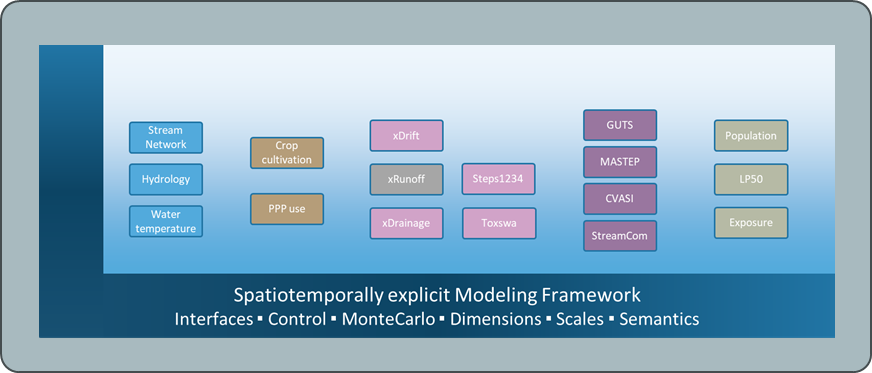 Stream
Network
Hydrology
Water
temperature
Crop
cultivation
PPP use
xDrift
xRunoff
xDrainage
Steps1234
Toxswa
GUTS
MASTEP
CVASI
StreamCom
Population
LP50
Exposure
Spatiotemporally explicit Modeling Framework
Interfaces ▪ Control ▪ MonteCarlo ▪ Dimensions ▪ Scales ▪ Semantics